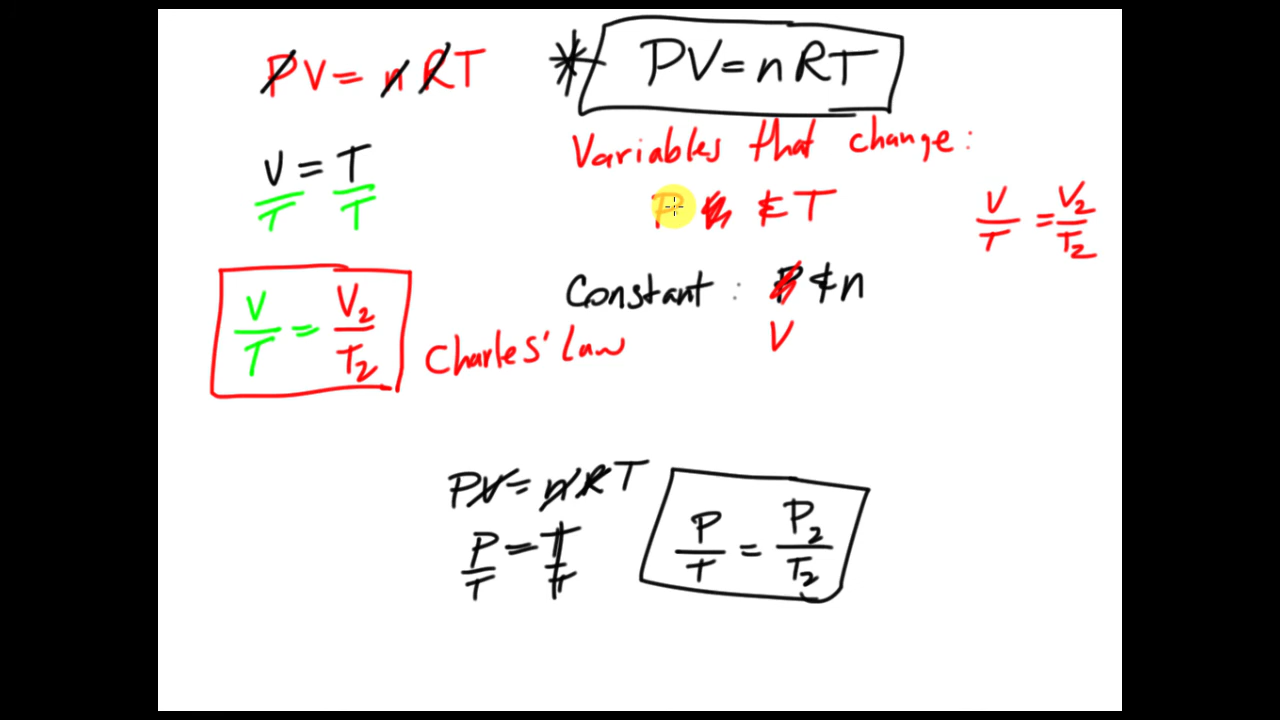 PV = nRT
* PV = nRT
Variables that change:
V = T
T T
P & T
V/T = V₂/T₂
Constant : P & n
V
V/T = V₂/T₂
Charles' Law
PV = nRT
P = T
T T
P/T = P₂/T₂